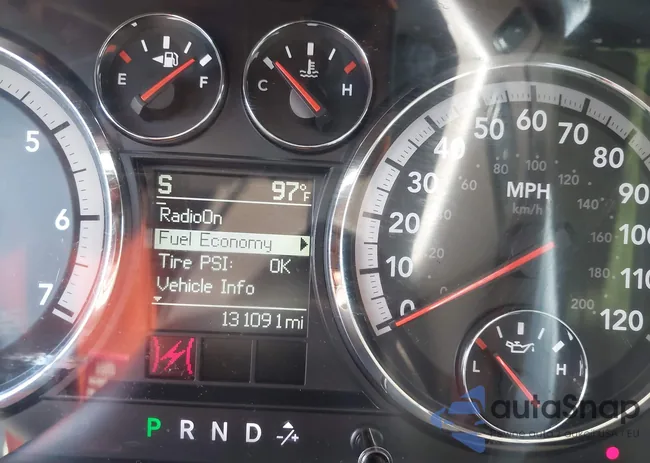 E F
C H
S 97°F
RadioOn
Fuel Economy
Tire PSI: OK
Vehicle Info
131091mi
P R N D -/+
5
6
7
0
10
20
30
40
50
60
70
80
90
100
110
120
60
80
100
120
140
160
180
200
MPH
km/h
L H
autoSnap